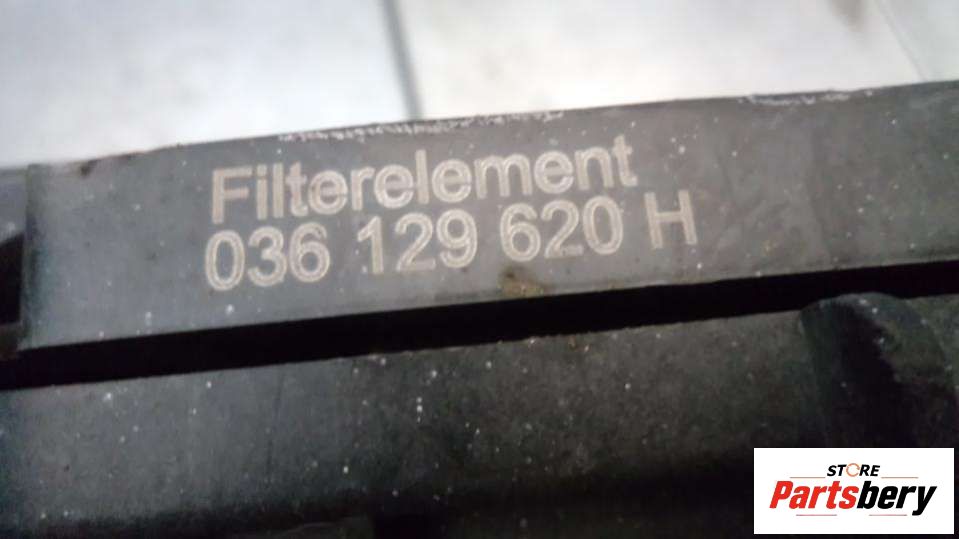 Filterelement
036 129 620 H
STORE
Partsbery